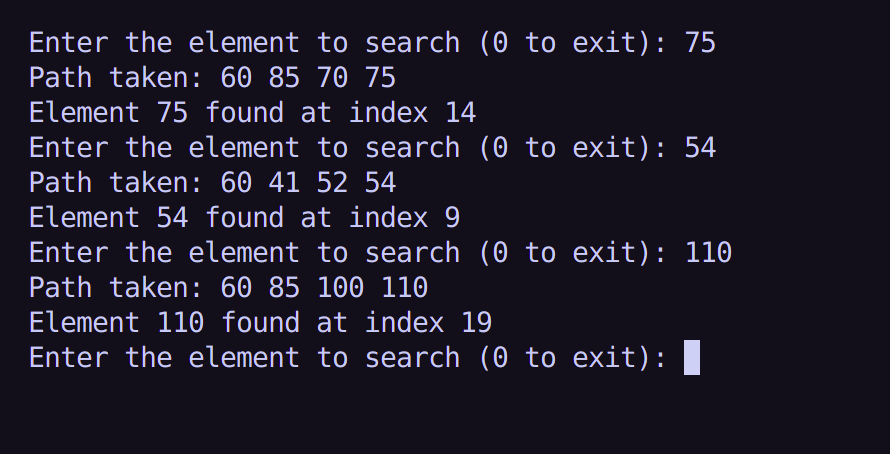 Enter the element to search (0 to exit): 75
Path taken: 60 85 70 75
Element 75 found at index 14
Enter the element to search (0 to exit): 54
Path taken: 60 41 52 54
Element 54 found at index 9
Enter the element to search (0 to exit): 110
Path taken: 60 85 100 110
Element 110 found at index 19
Enter the element to search (0 to exit):